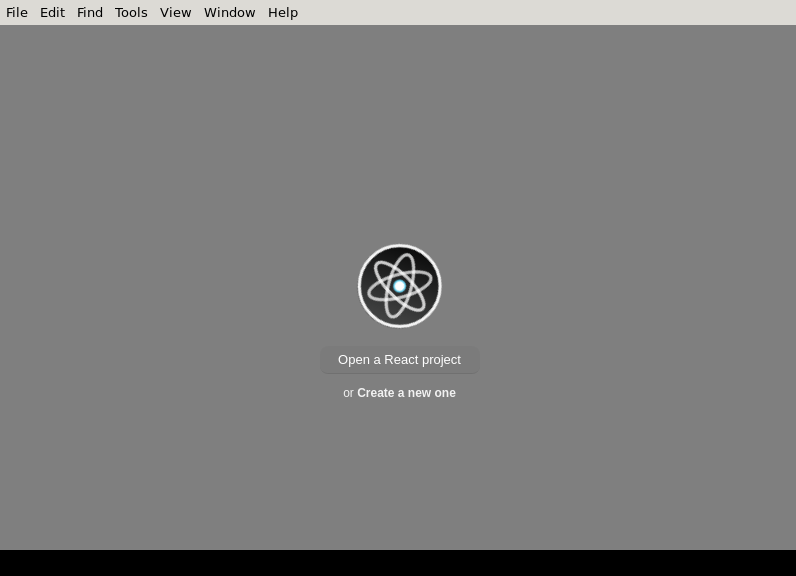 File Edit Find Tools View Window Help
Open a React project
or Create a new one